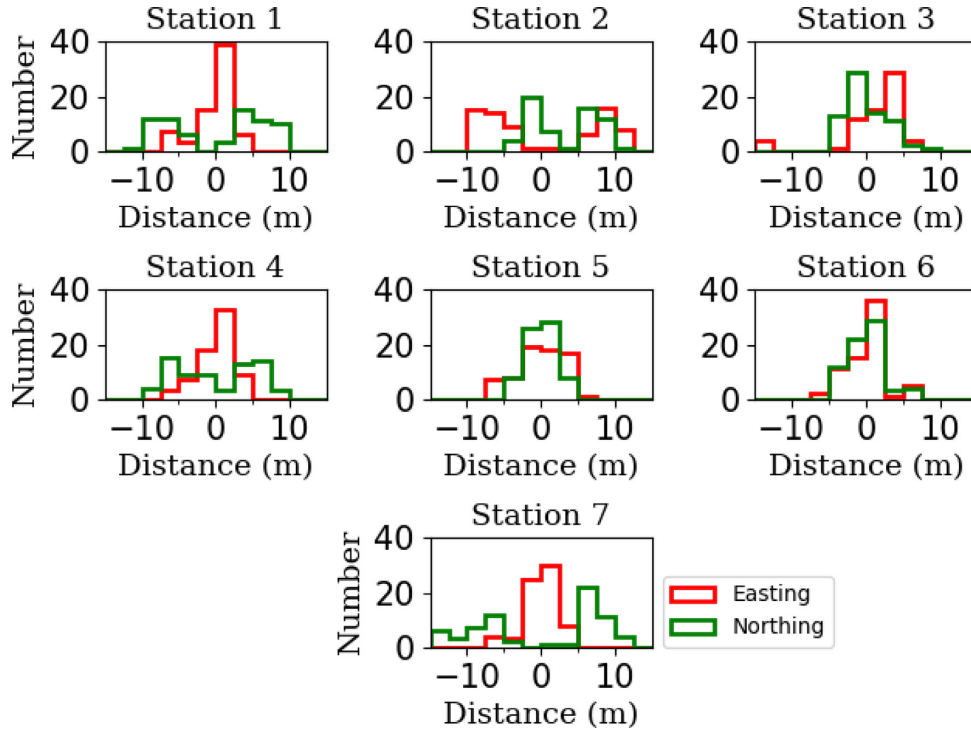 Station 1
Station 2
Station 3
Number
40
20
0
40
20
0
40
20
0
−10 0 10
−10 0 10
−10 0 10
Distance (m)
Distance (m)
Distance (m)
Station 4
Station 5
Station 6
Number
40
20
0
40
20
0
40
20
0
−10 0 10
−10 0 10
−10 0 10
Distance (m)
Distance (m)
Distance (m)
Station 7
Number
40
20
0
−10 0 10
Distance (m)
Easting
Northing